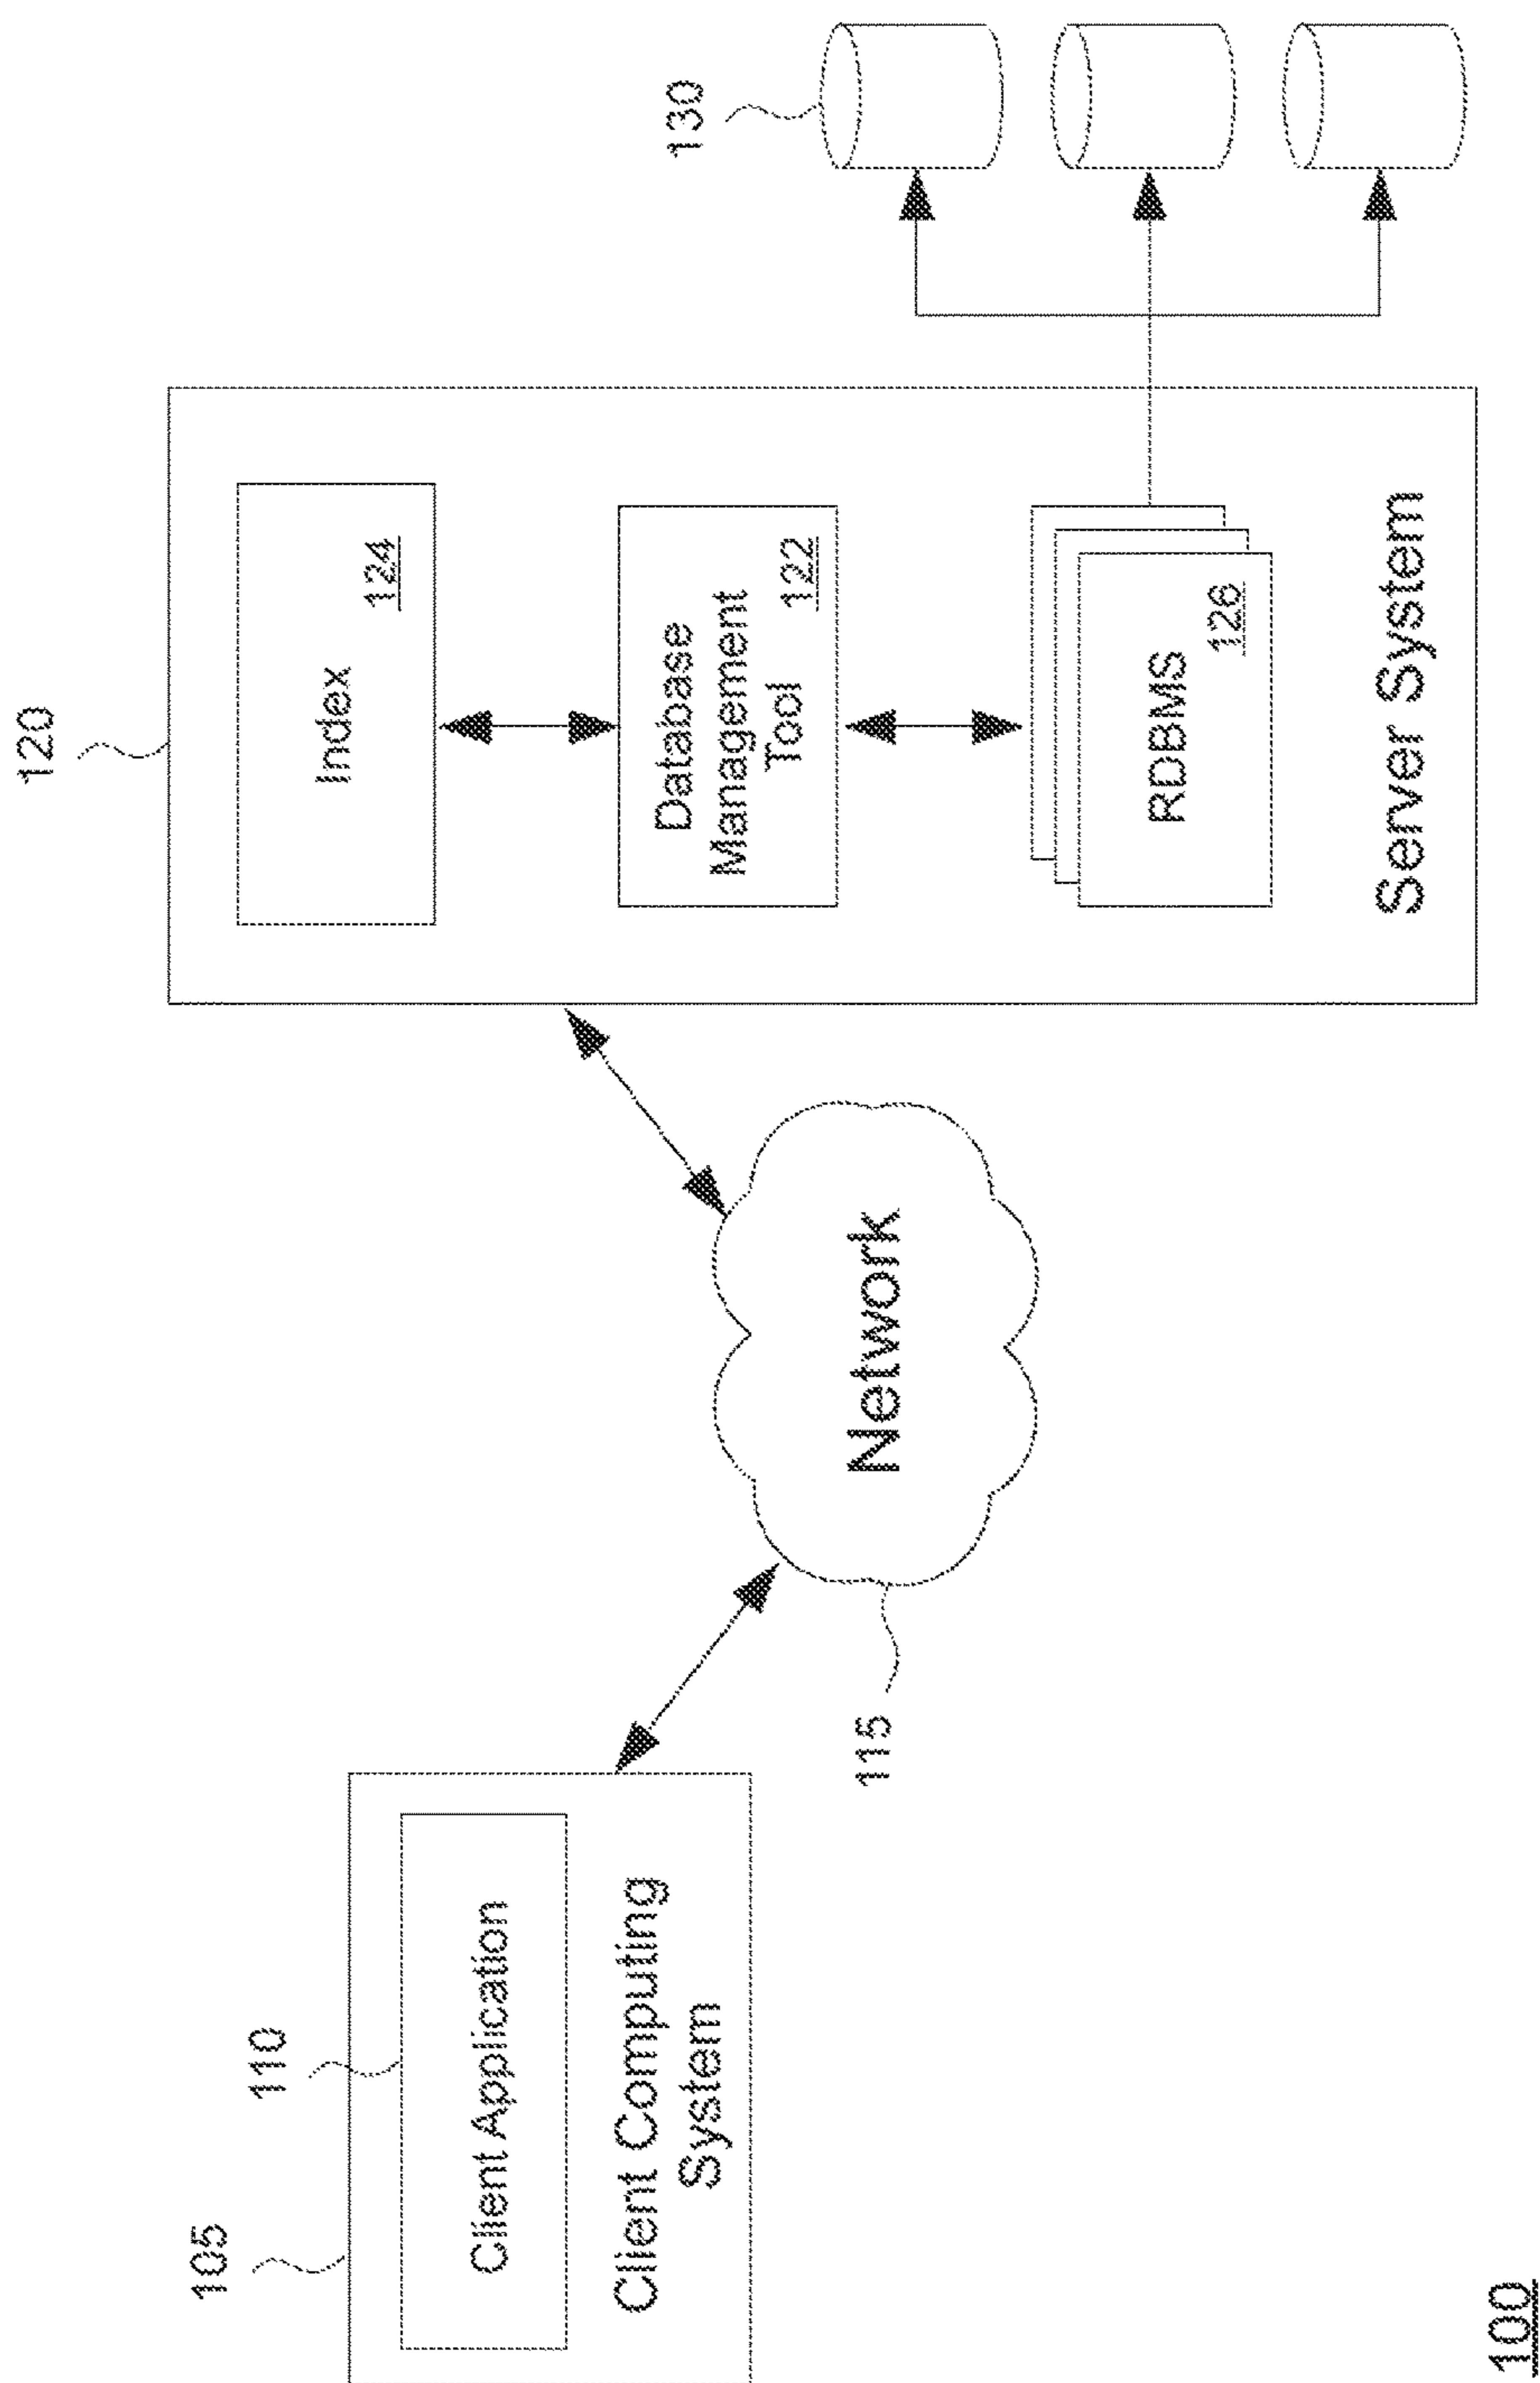 120
130
Index
124
Database
Management
Tool
122
RDBMS
126
Server System
Network
115
105
110
Client Application
Client Computing
System
100